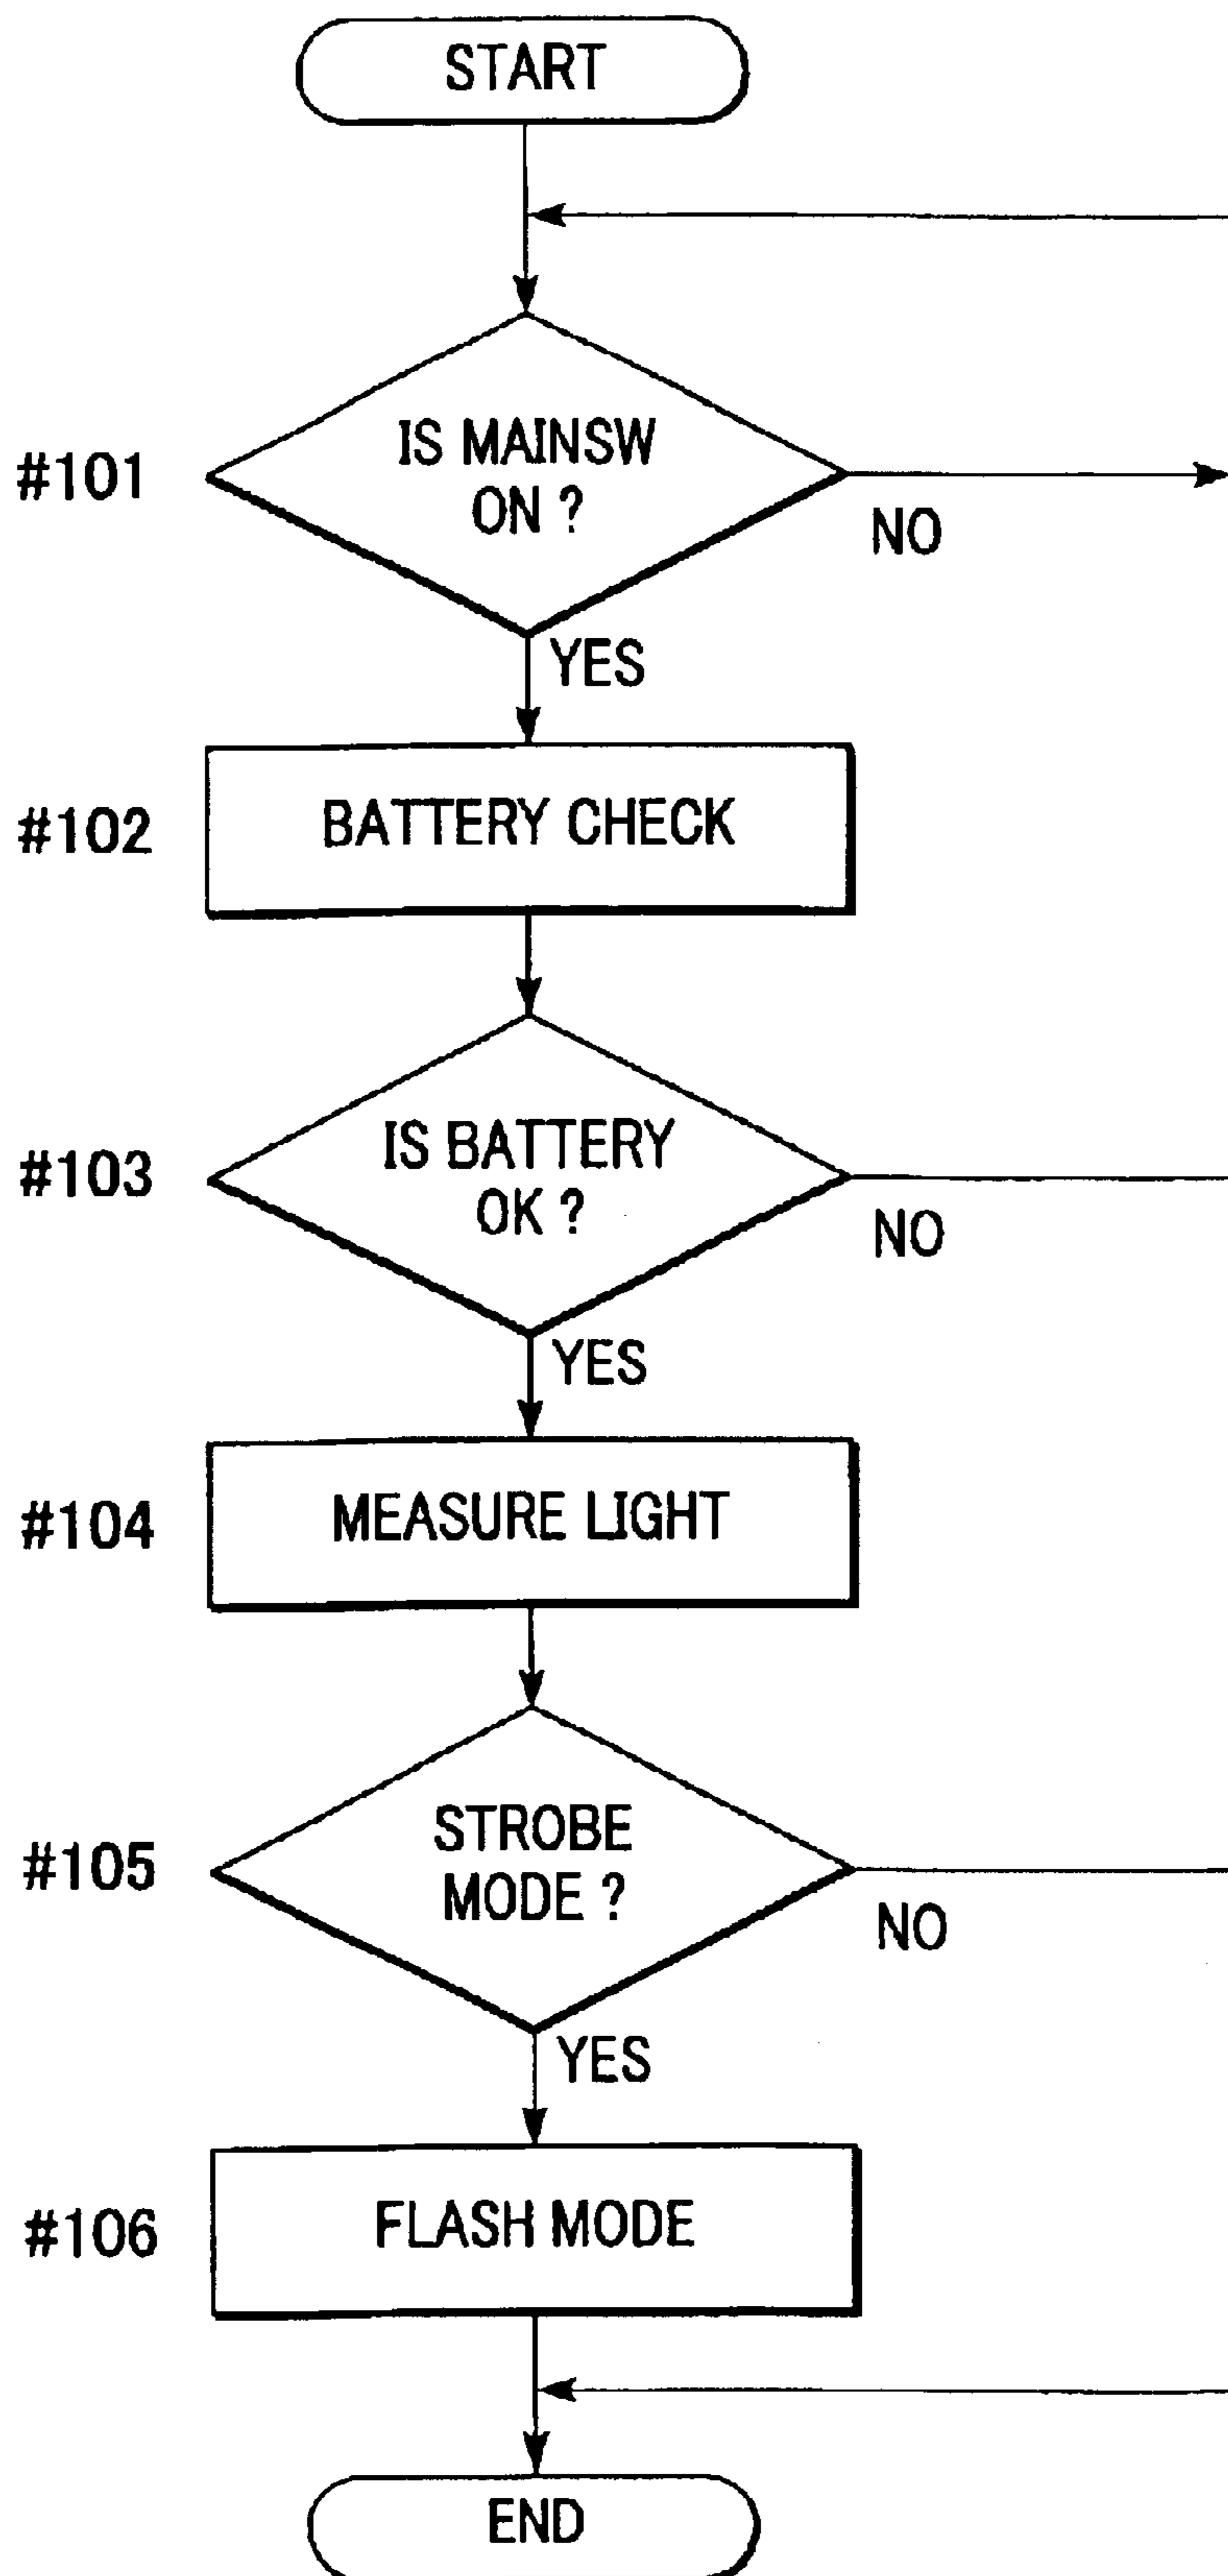 START
#101
IS MAINSW
ON ?
NO
YES
#102
BATTERY CHECK
#103
IS BATTERY
OK ?
NO
YES
#104
MEASURE LIGHT
#105
STROBE
MODE ?
NO
YES
#106
FLASH MODE
END